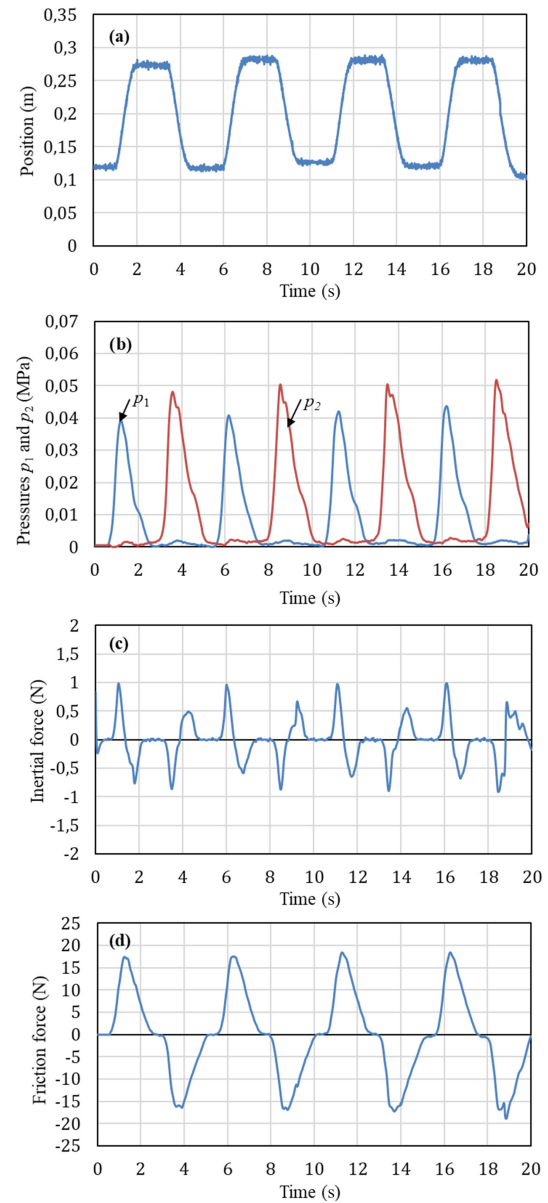 (a)
Position (m)
0,35
0,3
0,25
0,2
0,15
0,1
0,05
0
0 2 4 6 8 10 12 14 16 18 20
Time (s)
(b)
Pressures p1 and p2 (MPa)
0,07
0,06
0,05
0,04
0,03
0,02
0,01
0
p1
p2
0 2 4 6 8 10 12 14 16 18 20
Time (s)
(c)
Inertial force (N)
2
1,5
1
0,5
0
-0,5
-1
-1,5
-2
0 2 4 6 8 10 12 14 16 18 20
Time (s)
(d)
Friction force (N)
25
20
15
10
5
0
-5
-10
-15
-20
-25
0 2 4 6 8 10 12 14 16 18 20
Time (s)